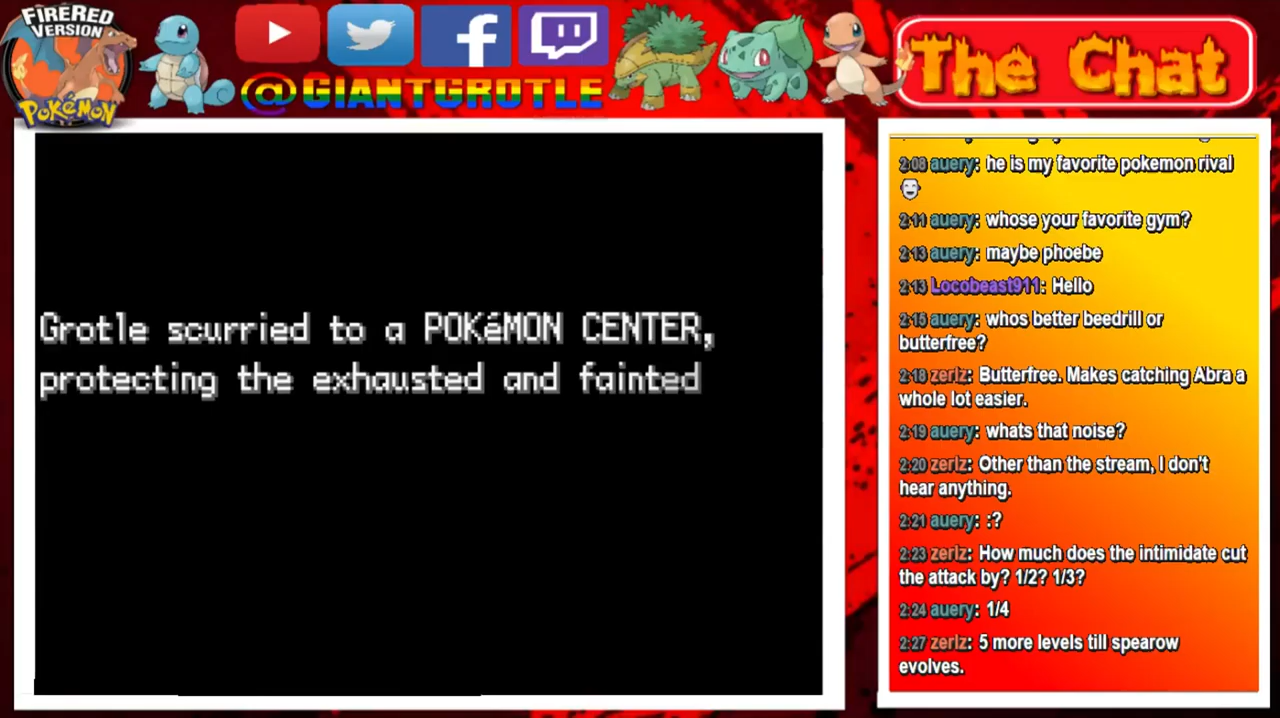 FIRERED
VERSION
POKéMON
@GIANTGROTLE
The Chat
Grotle scurried to a POKéMON CENTER,
protecting the exhausted and fainted
2:08 auery: he is my favorite pokemon rival
2:11 auery: whose your favorite gym?
2:13 auery: maybe phoebe
2:13 Locobeast911: Hello
2:15 auery: whos better beedrill or
butterfree?
2:18 zerlz: Butterfree. Makes catching Abra a
whole lot easier.
2:19 auery: whats that noise?
2:20 zerlz: Other than the stream, I don't
hear anything.
2:21 auery: :?
2:23 zerlz: How much does the intimidate cut
the attack by? 1/2? 1/3?
2:24 auery: 1/4
2:27 zerlz: 5 more levels till spearow
evolves.